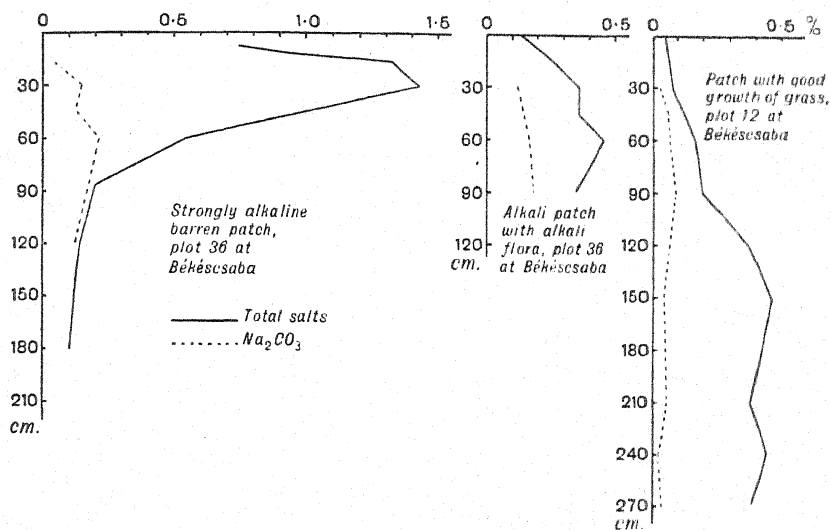 0 0·5 1·0 1·5
30
60
90
120
150
180
210
cm.
Strongly alkaline
barren patch,
plot 36 at
Békéscsaba
Total salts
Na2CO3
0 0·5
30
60
90
120
cm.
Alkali patch
with alkali
flora, plot 36
at Békéscsaba
0 0·5 %
30
60
90
120
150
180
210
240
270
cm.
Patch with good
growth of grass,
plot 12 at
Békéscsaba